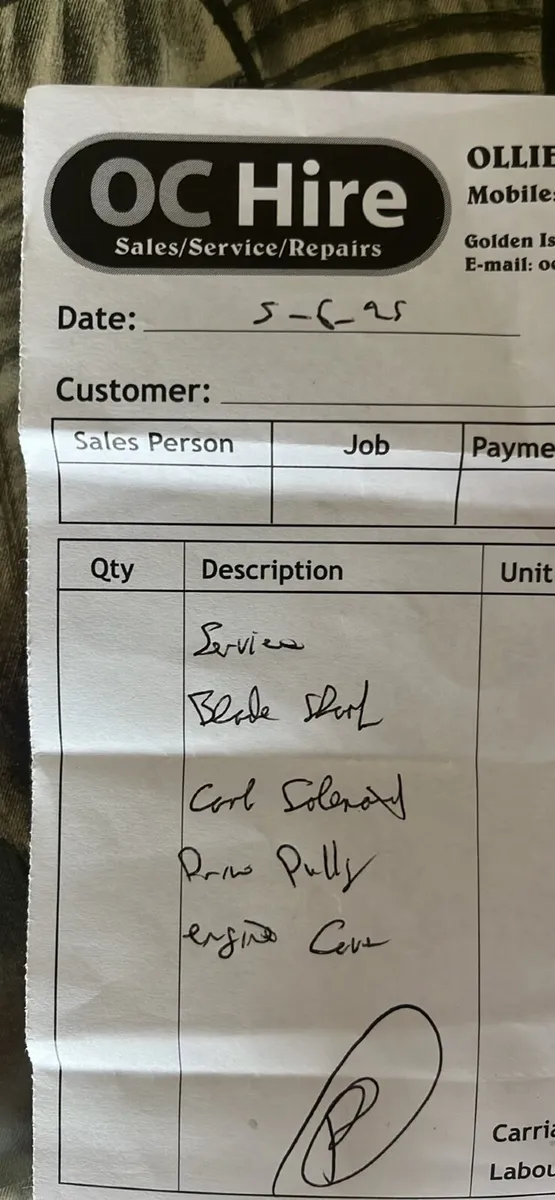 OC Hire
Sales/Service/Repairs
OLLIE
Mobile:
Golden Is
E-mail: oc
Date: 5-6-25
Customer:
Sales Person Job Payme
Qty Description Unit
Service
Blade Shaft
Carb Solenoid
Drive Pully
engine Cover
Carria
Labou